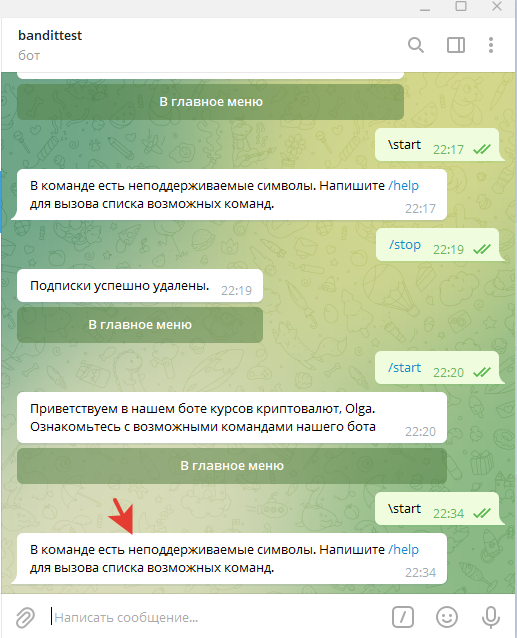 bandittest
бот
В главное меню
\start 22:17
В команде есть неподдерживаемые символы. Напишите /help
для вызова списка возможных команд. 22:17
/stop 22:19
Подписки успешно удалены. 22:19
В главное меню
/start 22:20
Приветствуем в нашем боте курсов криптовалют, Olga.
Ознакомьтесь с возможными командами нашего бота 22:20
В главное меню
\start 22:34
В команде есть неподдерживаемые символы. Напишите /help
для вызова списка возможных команд. 22:34
Написать сообщение...